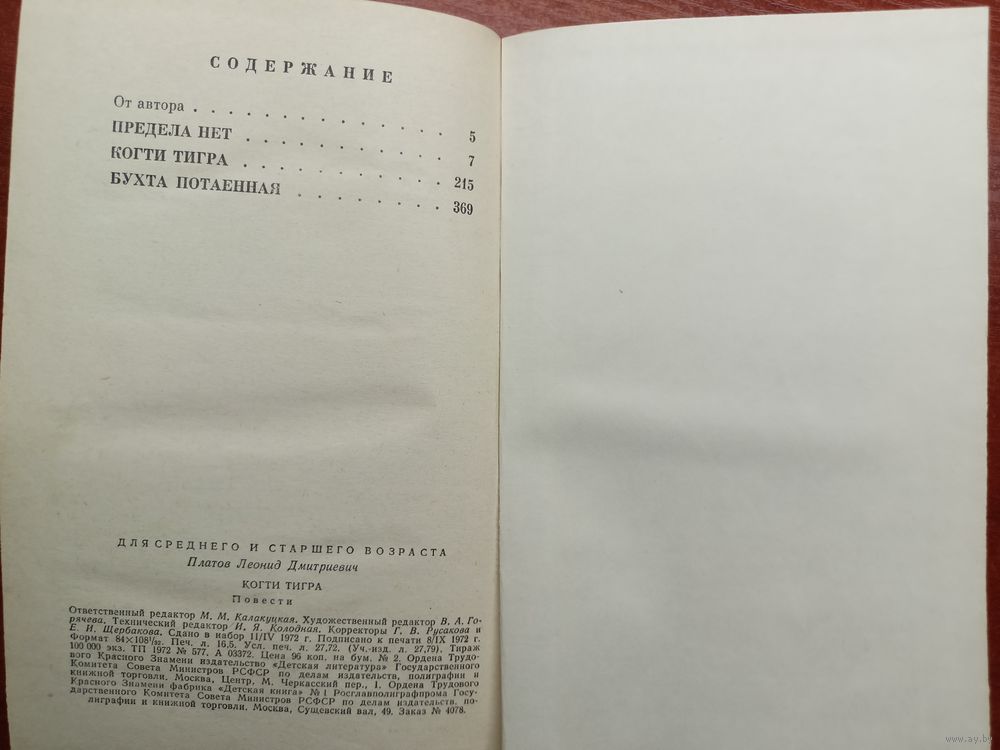 СОДЕРЖАНИЕ
От автора . . . . . . . . . . . . . . 5
ПРЕДЕЛА НЕТ . . . . . . . . . . . 7
КОГТИ ТИГРА . . . . . . . . . . . 215
БУХТА ПОТАЕННАЯ . . . . . . . . 369
ДЛЯ СРЕДНЕГО И СТАРШЕГО ВОЗРАСТА
Платов Леонид Дмитриевич
КОГТИ ТИГРА
Повести
Ответственный редактор М. М. Калакуцкая. Художественный редактор В. А. Го-
рячева. Технический редактор И. Я. Колодная. Корректоры Г. В. Русакова и
Е. И. Щербакова. Сдано в набор 11/IV 1972 г. Подписано к печати 8/IX 1972 г.
Формат 84×108¹/₃₂. Печ. л. 16,5. Усл. печ. л. 27,72. (Уч.-изд. л. 27,79). Тираж
100 000 экз. ТП 1972 № 577. А 03372. Цена 96 коп. на бум. № 2. Ордена Трудо-
вого Красного Знамени издательство «Детская литература» Государственного
Комитета Совета Министров РСФСР по делам издательств, полиграфии и
книжной торговли. Москва, Центр, М. Черкасский пер., 1. Ордена Трудового
Красного Знамени фабрика «Детская книга» № 1 Росглавполиграфпрома Госу-
дарственного Комитета Совета Министров РСФСР по делам издательств, по-
лиграфии и книжной торговли. Москва, Сущевский вал, 49. Заказ № 4078.
www.ay.by